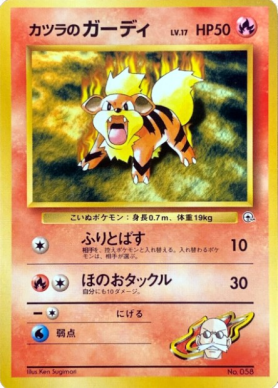 カツラの ガーディ LV.17 HP50
こいぬポケモン：身長0.7m、体重19kg
ふりとばす 10
相手を、控えポケモンと入れ替える。入れ替わるポケモンは、相手が選ぶ。
ほのおタックル 30
自分にも10ダメージ。
にげる
弱点
Illus. Ken Sugimori
No.058